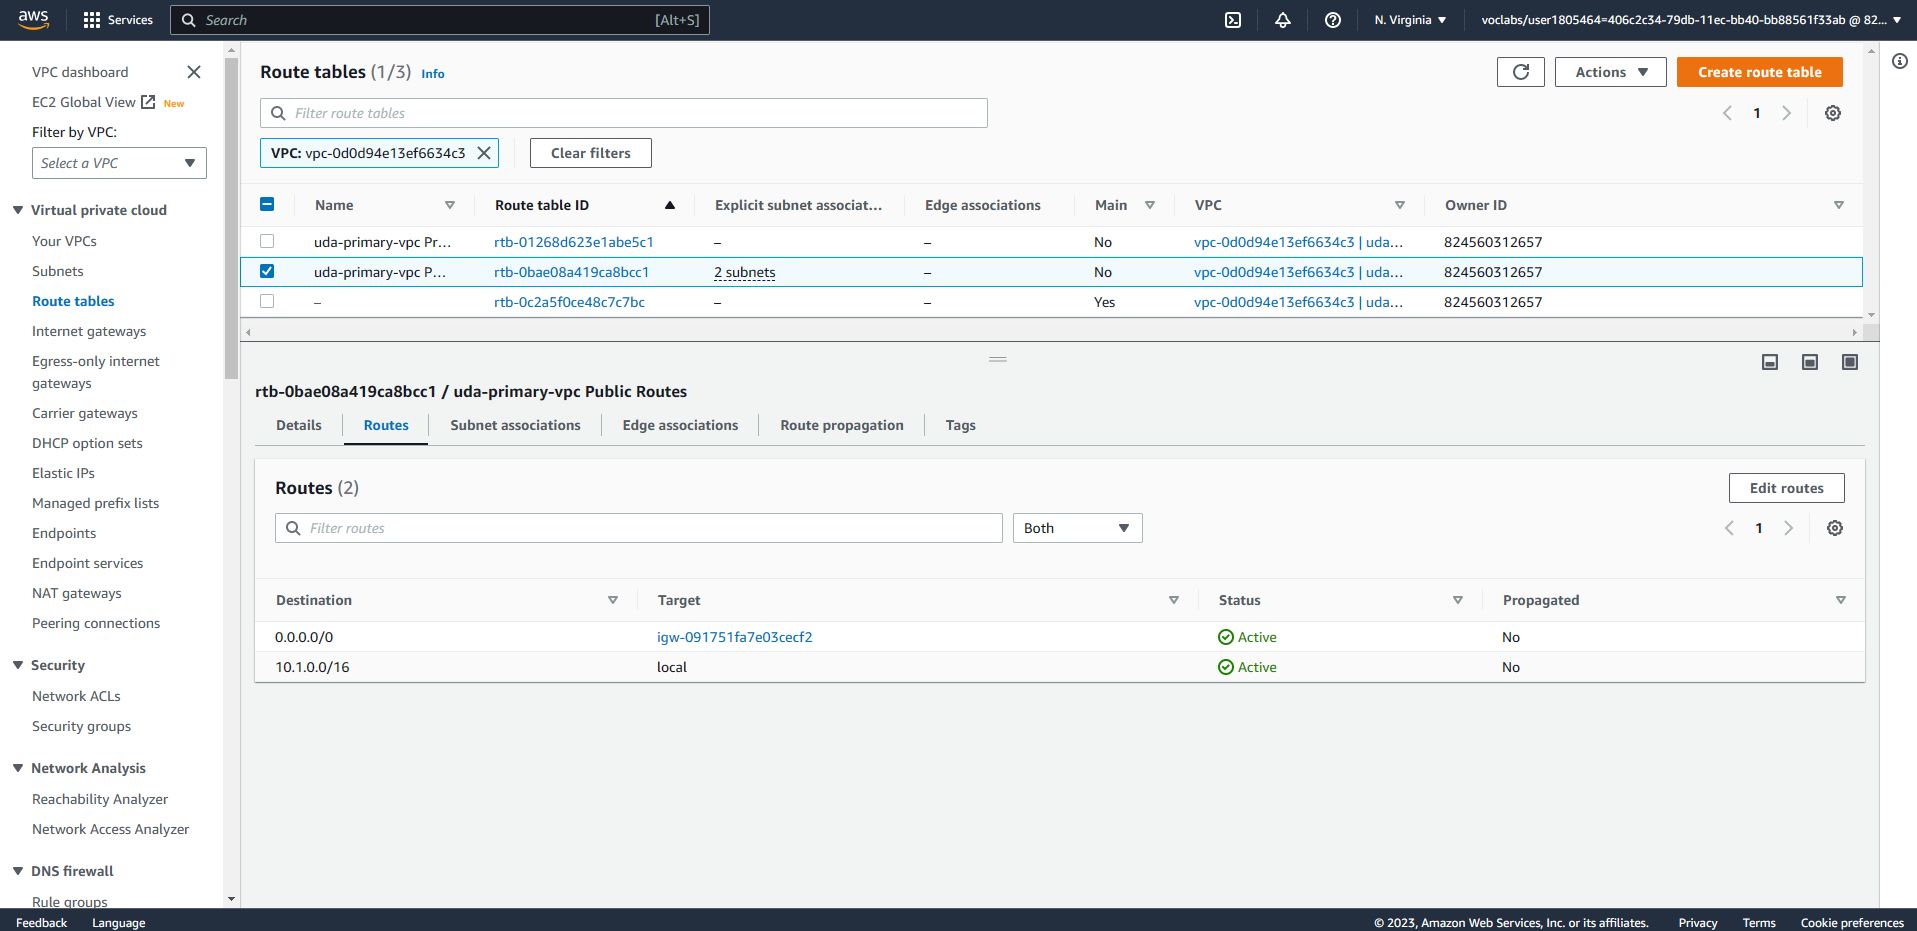 aws Services Search [Alt+S] N. Virginia voclabs/user1805464=406c2c34-79db-11ec-bb40-bb88561f33ab @ 82...
VPC dashboard
EC2 Global View New
Filter by VPC:
Select a VPC
Virtual private cloud
Your VPCs
Subnets
Route tables
Internet gateways
Egress-only internet
gateways
Carrier gateways
DHCP option sets
Elastic IPs
Managed prefix lists
Endpoints
Endpoint services
NAT gateways
Peering connections
Security
Network ACLs
Security groups
Network Analysis
Reachability Analyzer
Network Access Analyzer
DNS firewall
Rule groups
Route tables (1/3) Info Actions Create route table
Filter route tables 1
VPC: vpc-0d0d94e13ef6634c3 Clear filters
Name Route table ID Explicit subnet associat... Edge associations Main VPC Owner ID
uda-primary-vpc Pr... rtb-01268d623e1abe5c1 – – No vpc-0d0d94e13ef6634c3 | uda... 824560312657
uda-primary-vpc P... rtb-0bae08a419ca8bcc1 2 subnets – No vpc-0d0d94e13ef6634c3 | uda... 824560312657
– rtb-0c2a5f0ce48c7c7bc – – Yes vpc-0d0d94e13ef6634c3 | uda... 824560312657
rtb-0bae08a419ca8bcc1 / uda-primary-vpc Public Routes
Details Routes Subnet associations Edge associations Route propagation Tags
Routes (2) Edit routes
Filter routes Both 1
Destination Target Status Propagated
0.0.0.0/0 igw-091751fa7e03cecf2 Active No
10.1.0.0/16 local Active No
Feedback Language © 2023, Amazon Web Services, Inc. or its affiliates. Privacy Terms Cookie preferences